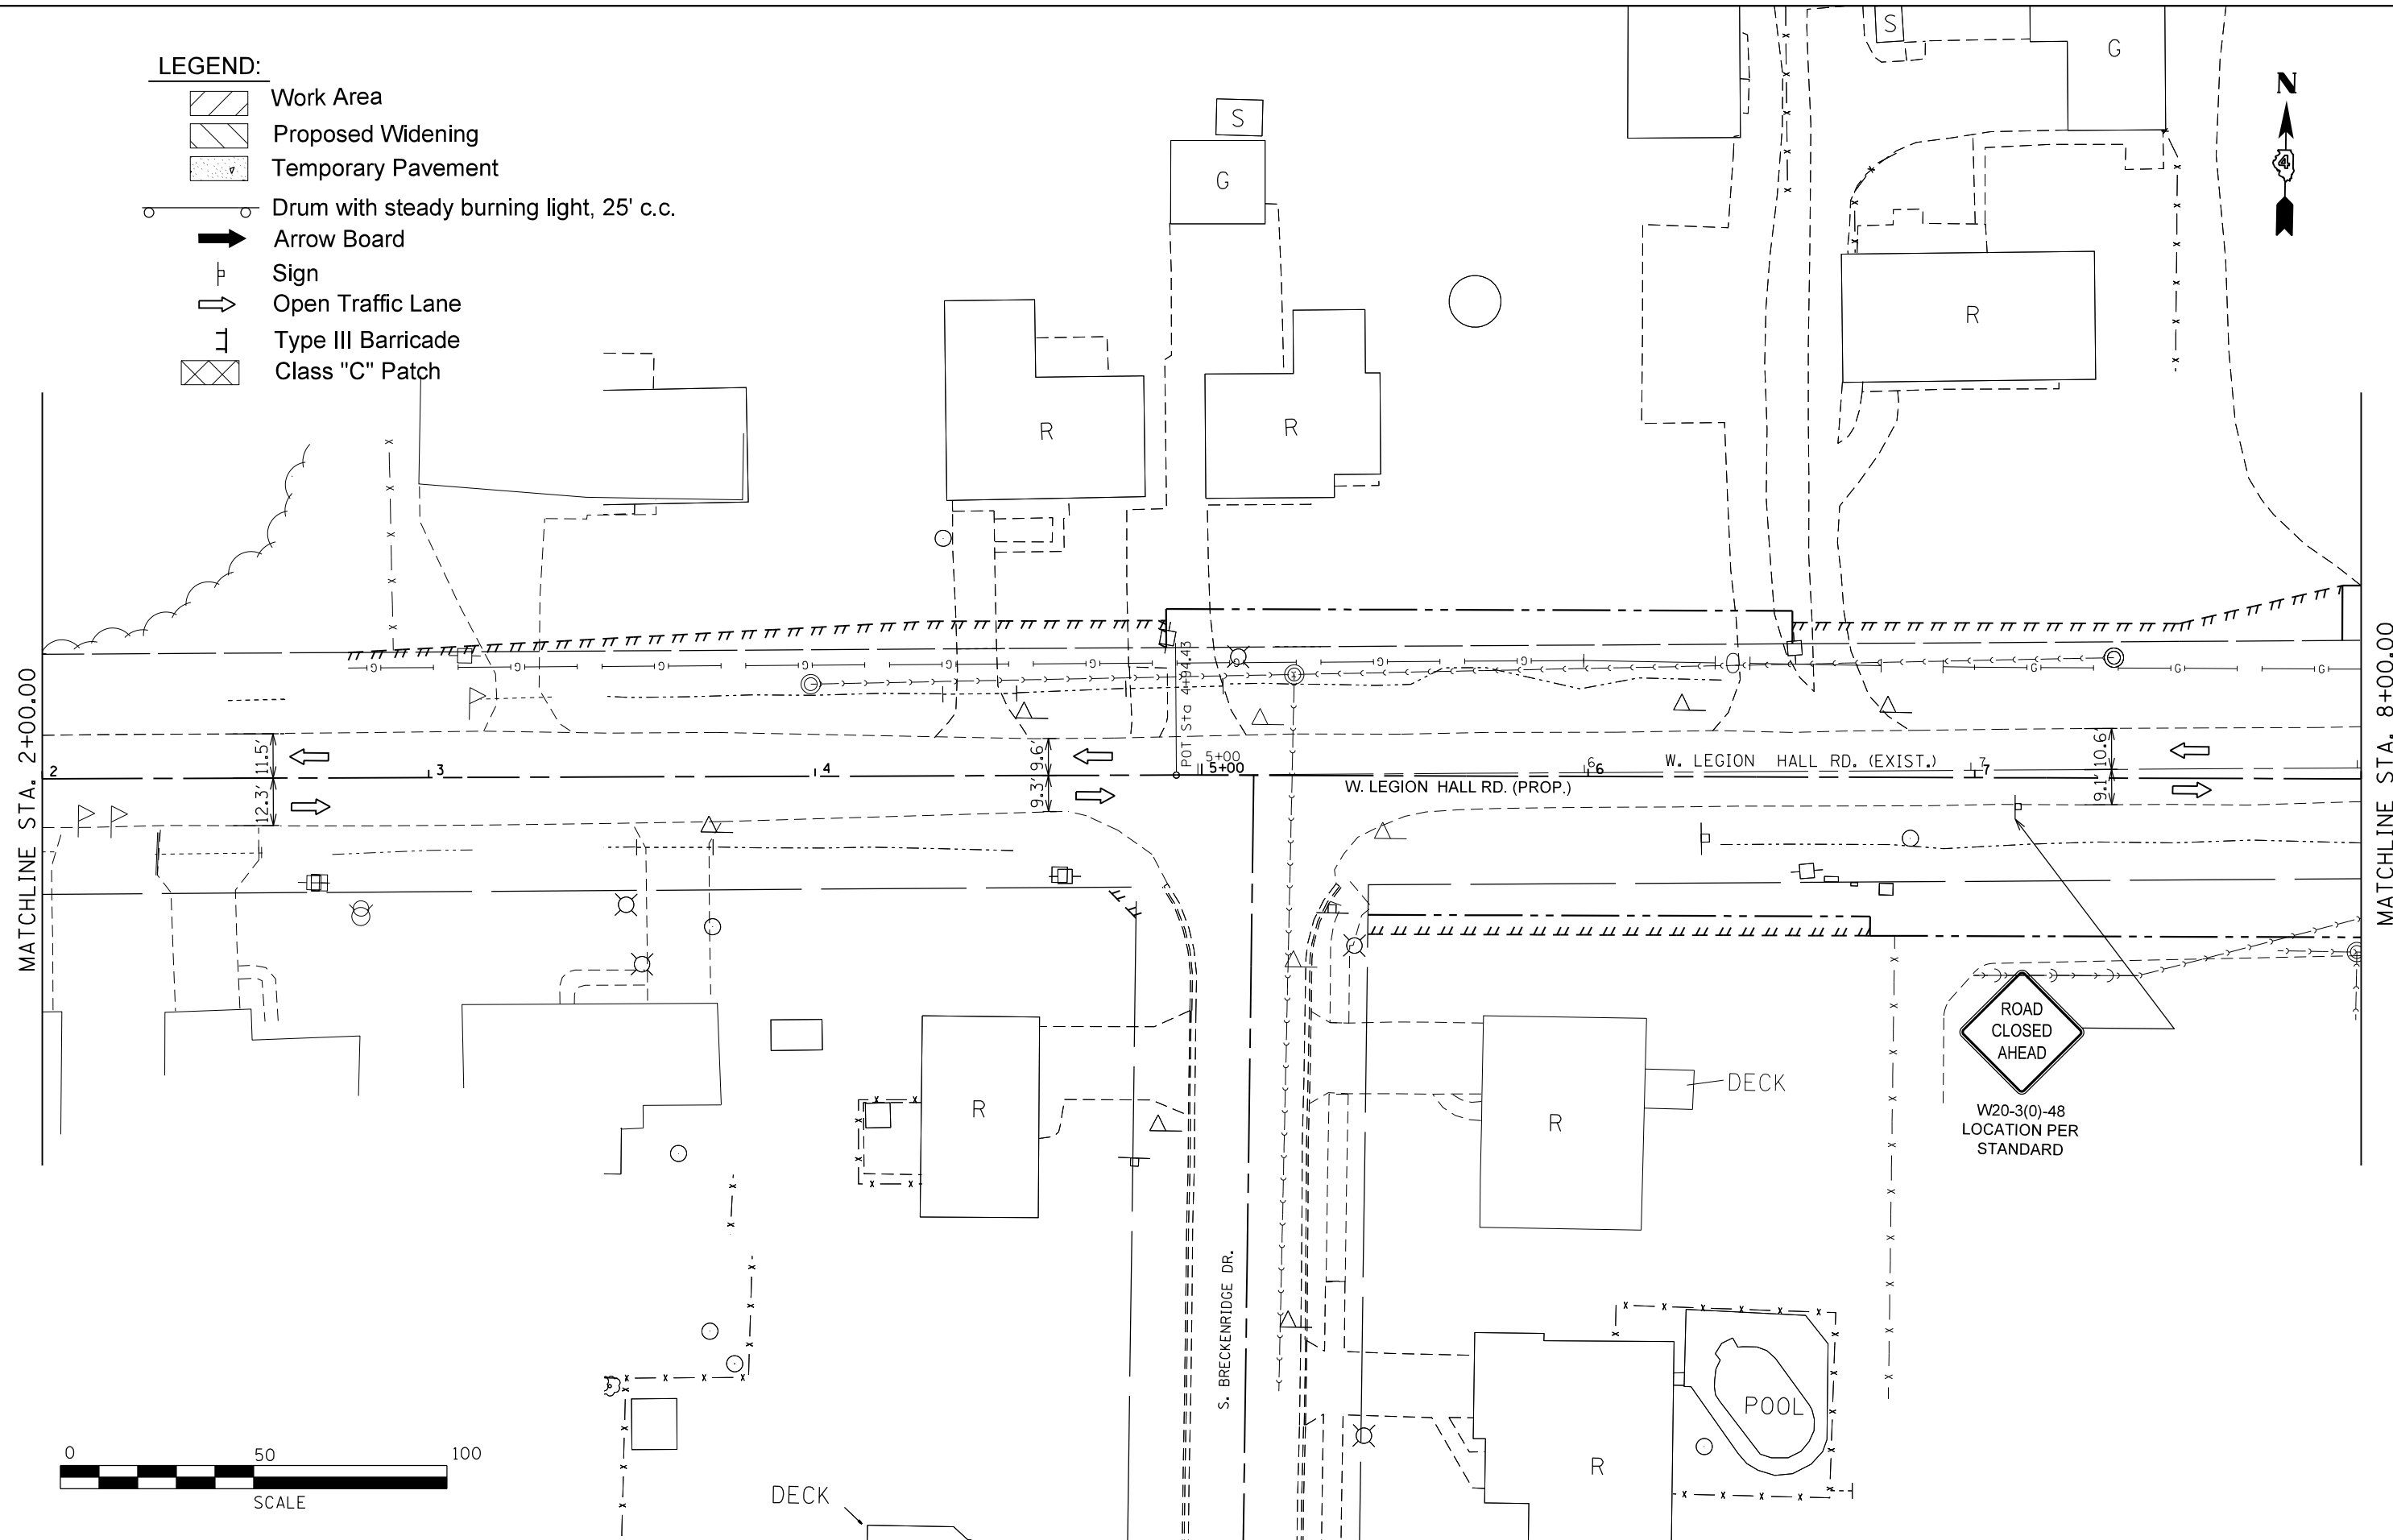 LEGEND:
Work Area
Proposed Widening
Temporary Pavement
Drum with steady burning light, 25' c.c.
Arrow Board
Sign
Open Traffic Lane
Type III Barricade
Class "C" Patch
S
G
S
G
N
4
R
R
R
MATCHLINE STA. 2+00.00
MATCHLINE STA. 8+00.00
G G G G G G G G G G G G
POT Sta 4+94.43
11.5'
12.3'
9.6'
9.3'
10.6'
9.1'
2
3
4
5+00
5+00
6
6
7
7
W. LEGION HALL RD. (EXIST.)
W. LEGION HALL RD. (PROP.)
ROAD
CLOSED
AHEAD
W20-3(0)-48
LOCATION PER
STANDARD
R
R
DECK
S. BRECKENRIDGE DR.
POOL
R
DECK
0 50 100
SCALE